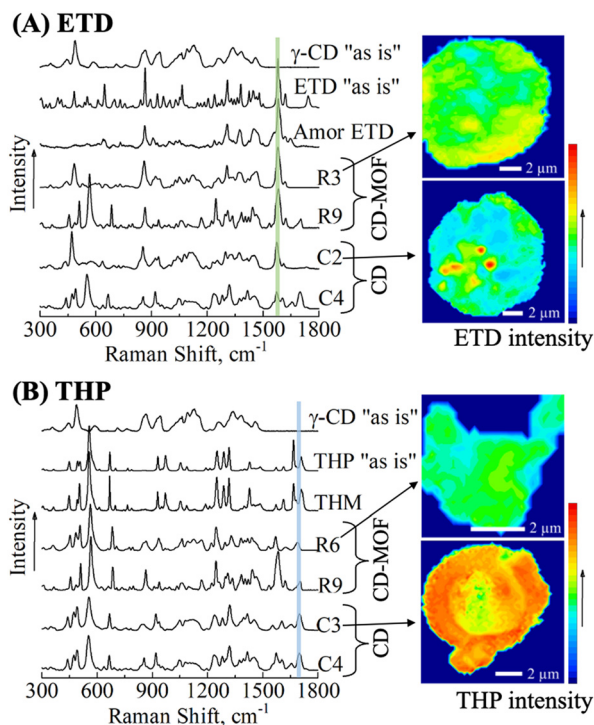 (A) ETD
γ-CD "as is"
ETD "as is"
Amor ETD
R3
R9
CD-MOF
C2
C4
CD
Intensity
300 600 900 1200 1500 1800
Raman Shift, cm-1
2 µm
2 µm
ETD intensity
(B) THP
γ-CD "as is"
THP "as is"
THM
R6
R9
CD-MOF
C3
C4
CD
Intensity
300 600 900 1200 1500 1800
Raman Shift, cm-1
2 µm
2 µm
THP intensity